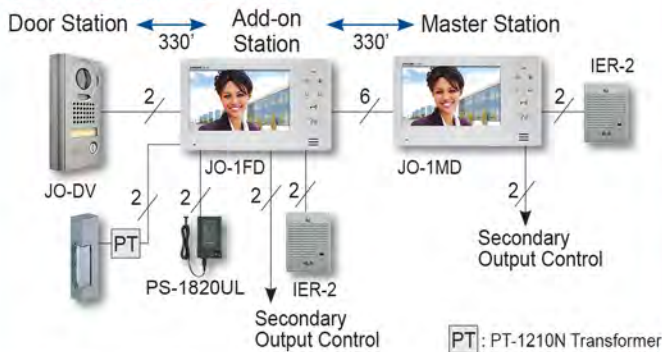 Door Station
330'
Add-on
Station
330'
Master Station
IER-2
2
6
2
JO-DV
JO-1FD
JO-1MD
2
2
2
2
2
PT
PS-1820UL
IER-2
Secondary
Output Control
Secondary
Output Control
PT : PT-1210N Transformer